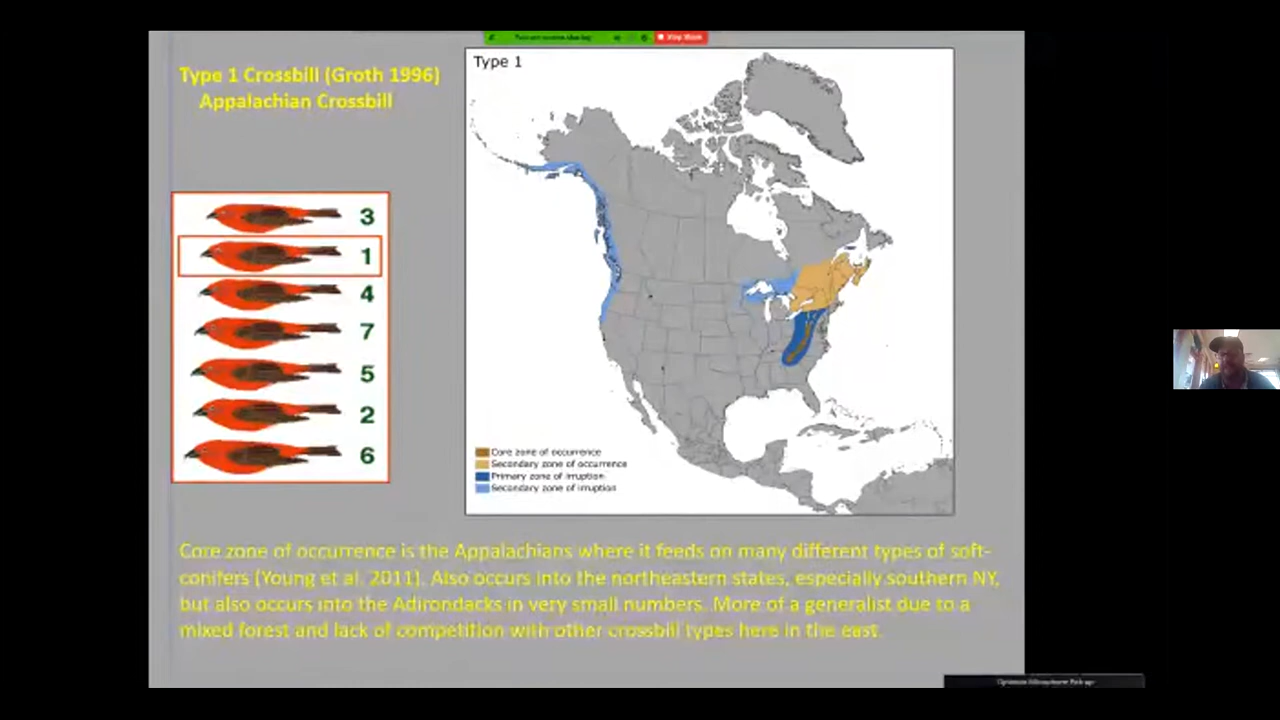 Stop Share
Type 1 Crossbill (Groth 1996)
Appalachian Crossbill
Type 1
3
1
4
7
5
2
6
Core zone of occurrence
Secondary zone of occurrence
Primary zone of irruption
Secondary zone of irruption
Core zone of occurrence is the Appalachians where it feeds on many different types of soft-
conifers (Young et al. 2011). Also occurs into the northeastern states, especially southern NY,
but also occurs into the Adirondacks in very small numbers. More of a generalist due to a
mixed forest and lack of competition with other crossbill types here in the east.